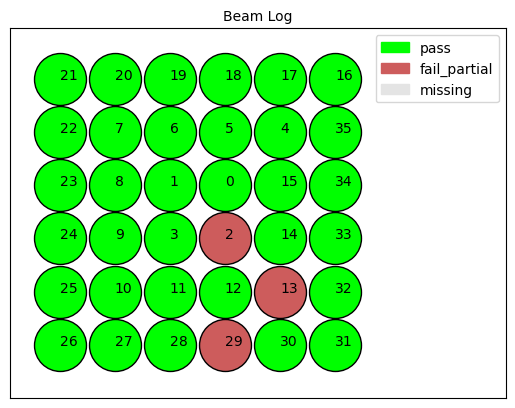 Beam Log
pass
fail_partial
missing
21 20 19 18 17 16
22 7 6 5 4 35
23 8 1 0 15 34
24 9 3 2 14 33
25 10 11 12 13 32
26 27 28 29 30 31